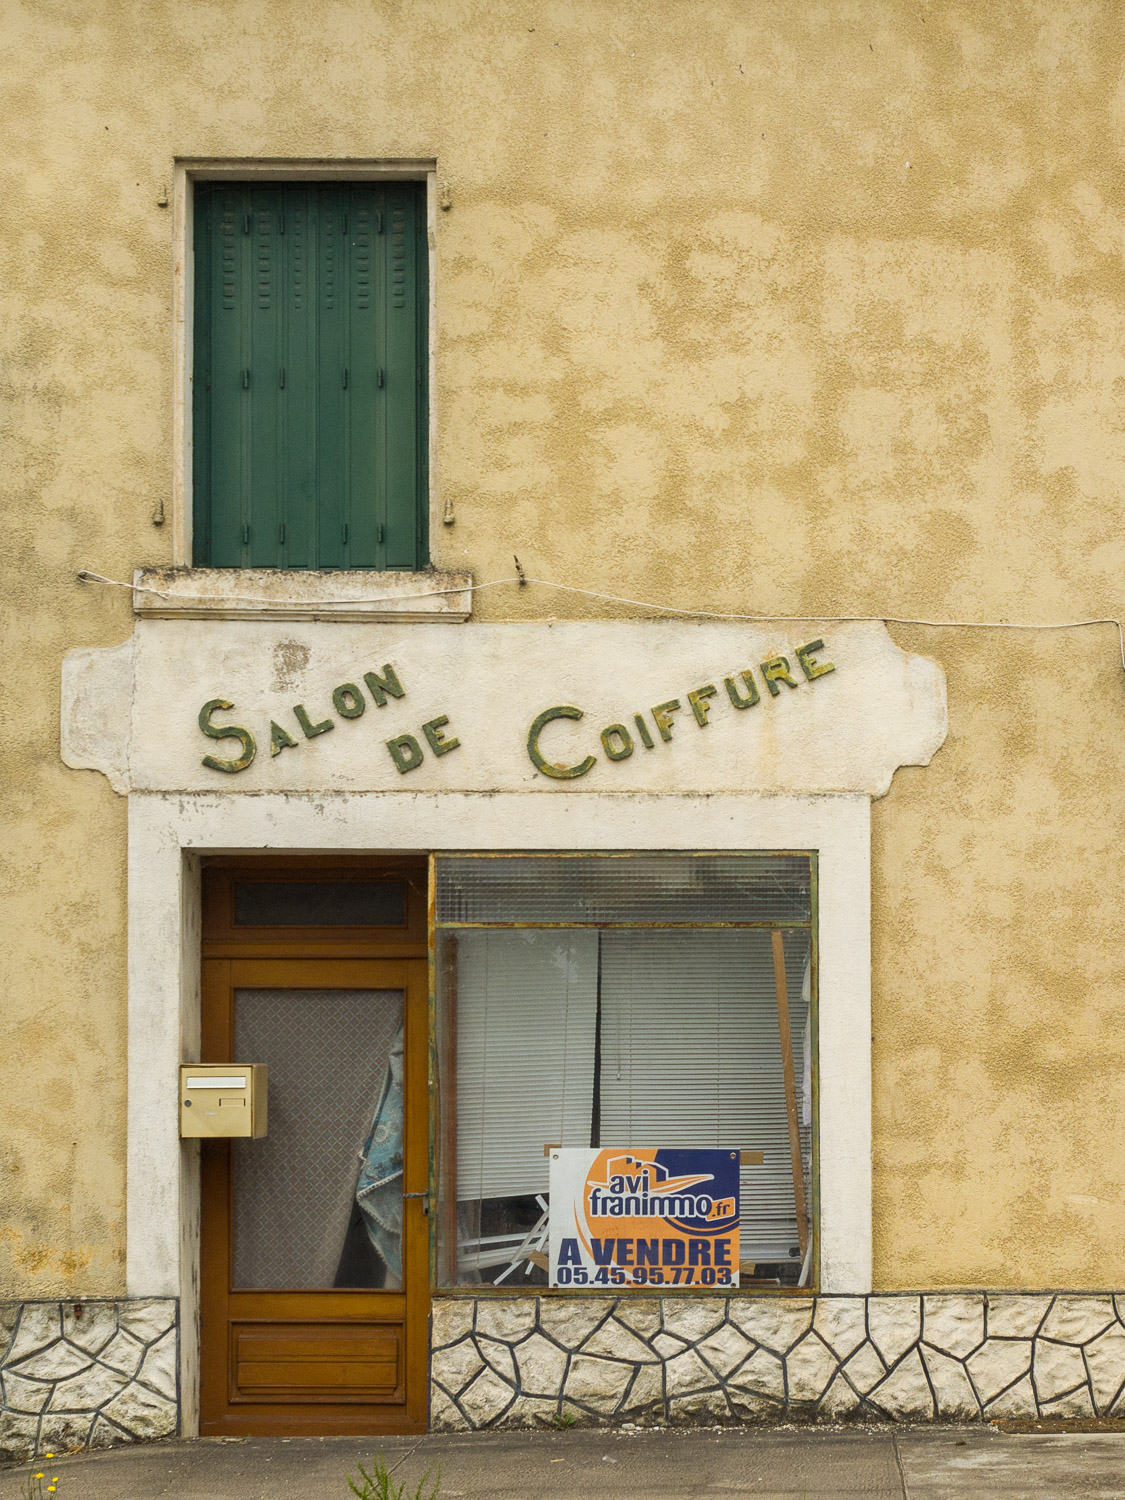 Salon
de Coiffure
avi
franimmo.fr
A VENDRE
05.45.95.77.03